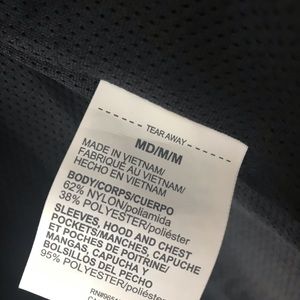 TEAR AWAY
MD/M/M
MADE IN VIETNAM/
FABRIQUÉ AU VIETNAM/
HECHO EN VIETNAM
BODY/CORPS/CUERPO
62% NYLON/poliamida
38% POLYESTER/poliéster
SLEEVES, HOOD AND CHEST
POCKETS/MANCHES, CAPUCHE
ET POCHES DE POITRINE/
MANGAS, CAPUCHA Y
BOLSILLOS DEL PECHO
95% POLYESTER/poliéster